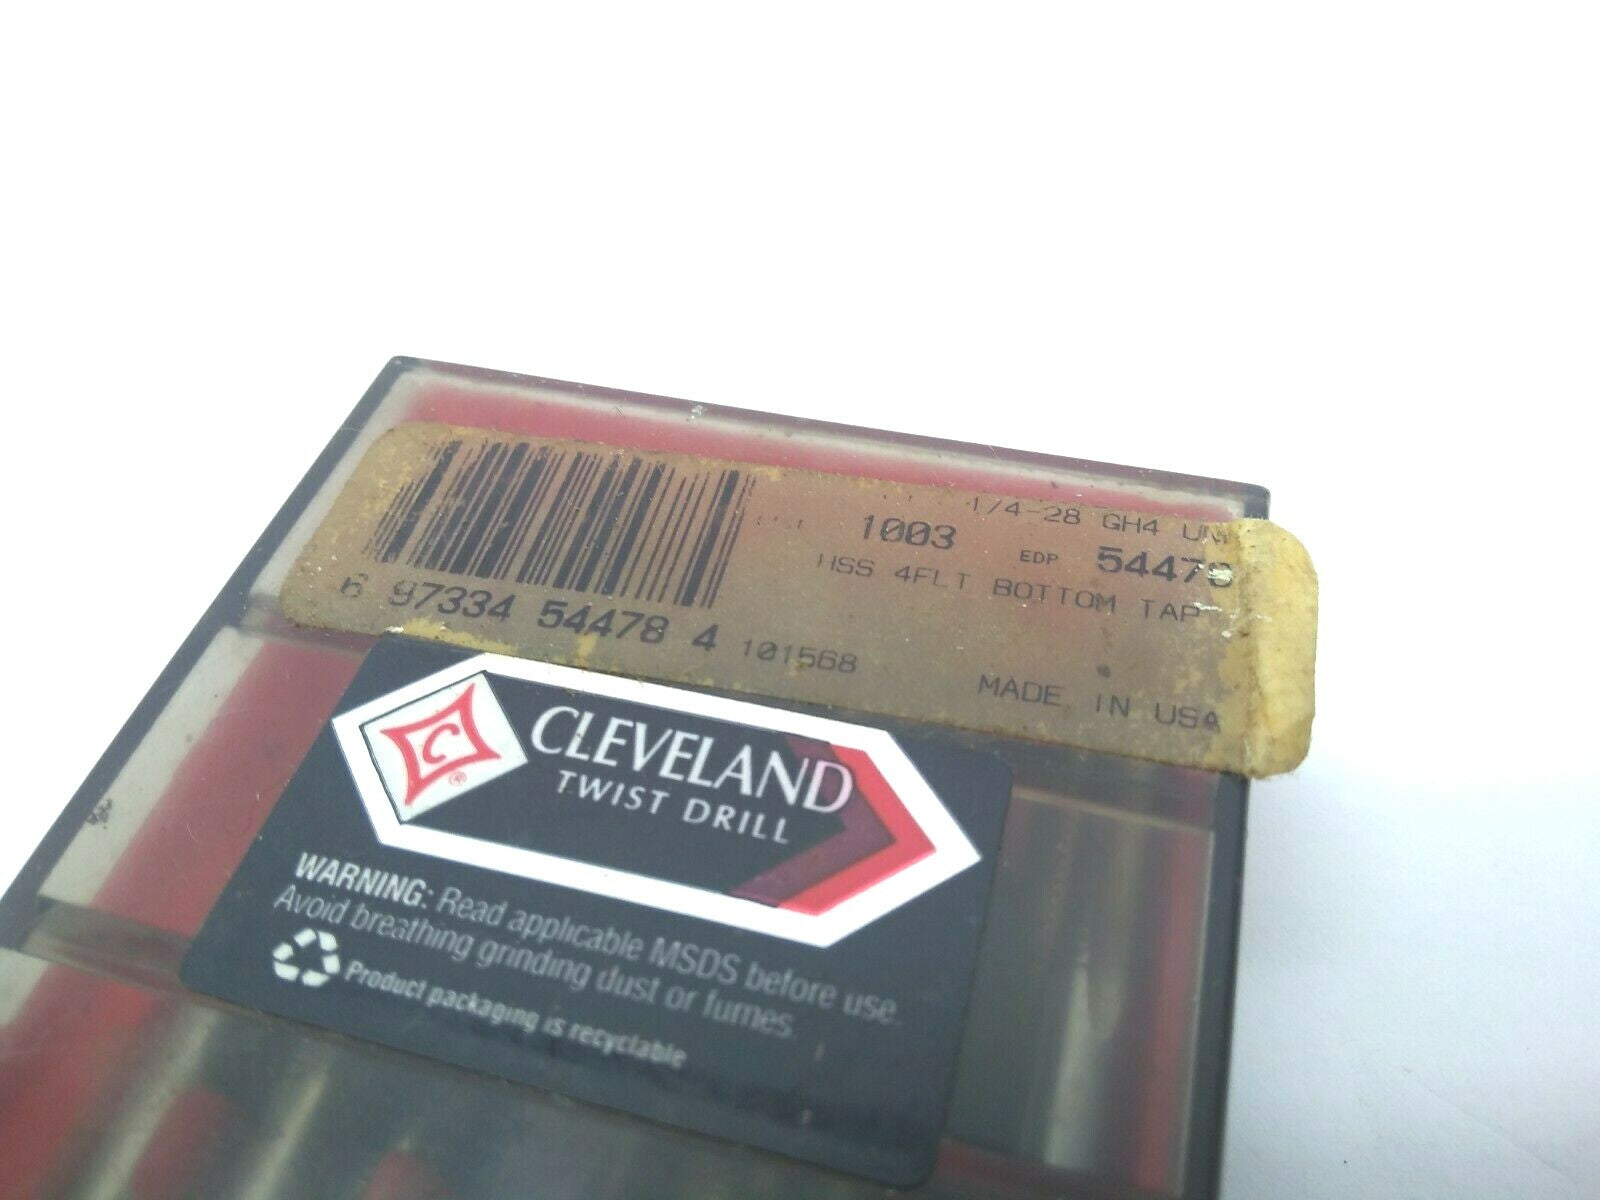 1/4-28 GH4
1003 EDP 54478
HSS 4FLT BOTTOM TAP
6 97334 54478 4 101568
MADE IN USA
C ®
CLEVELAND
TWIST DRILL
WARNING: Read applicable MSDS before use.
Avoid breathing grinding dust or fumes.
Product packaging is recyclable